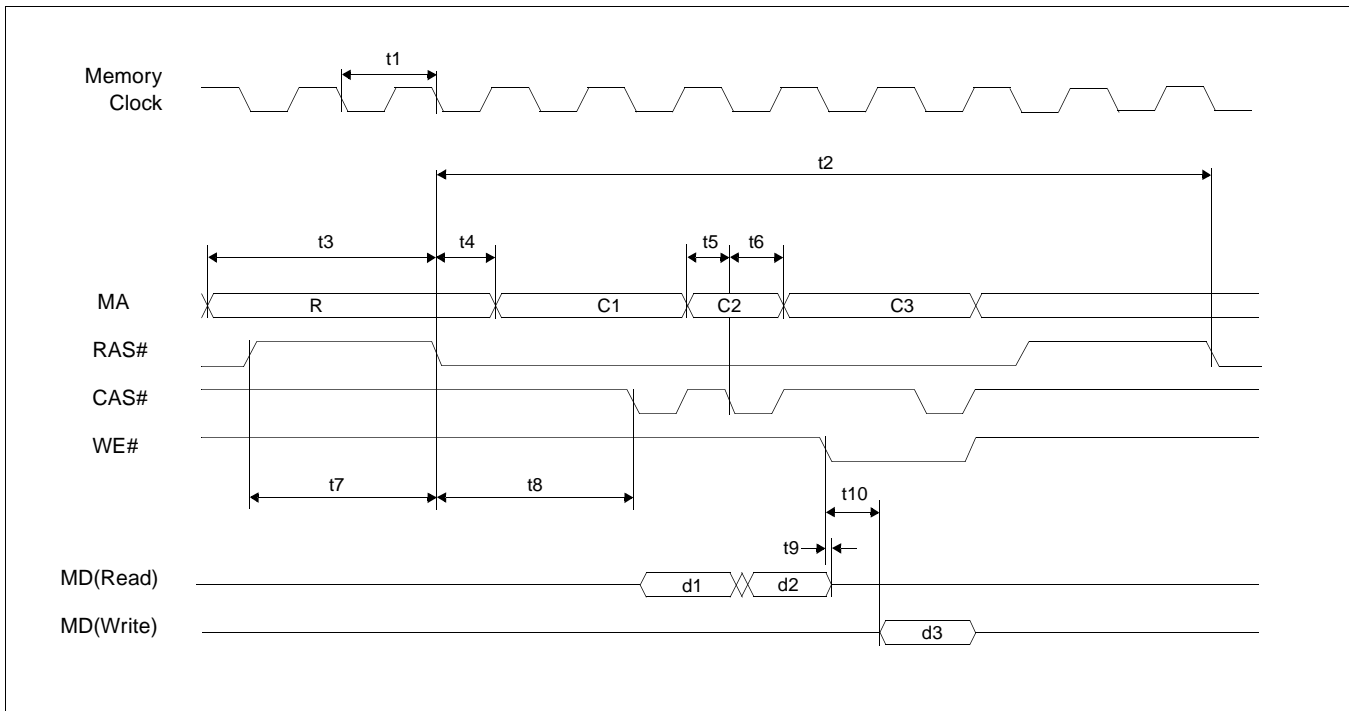 t1
Memory
Clock
t2
t3 t4 t5 t6
MA R C1 C2 C3
RAS#
CAS#
WE#
t7 t8 t10
t9
MD(Read) d1 d2
MD(Write) d3